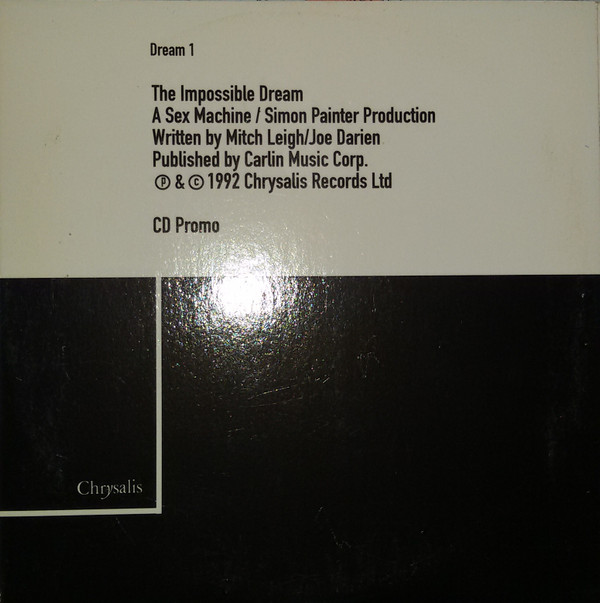 Dream 1
The Impossible Dream
A Sex Machine / Simon Painter Production
Written by Mitch Leigh/Joe Darien
Published by Carlin Music Corp.
℗ & © 1992 Chrysalis Records Ltd
CD Promo
Chrysalis